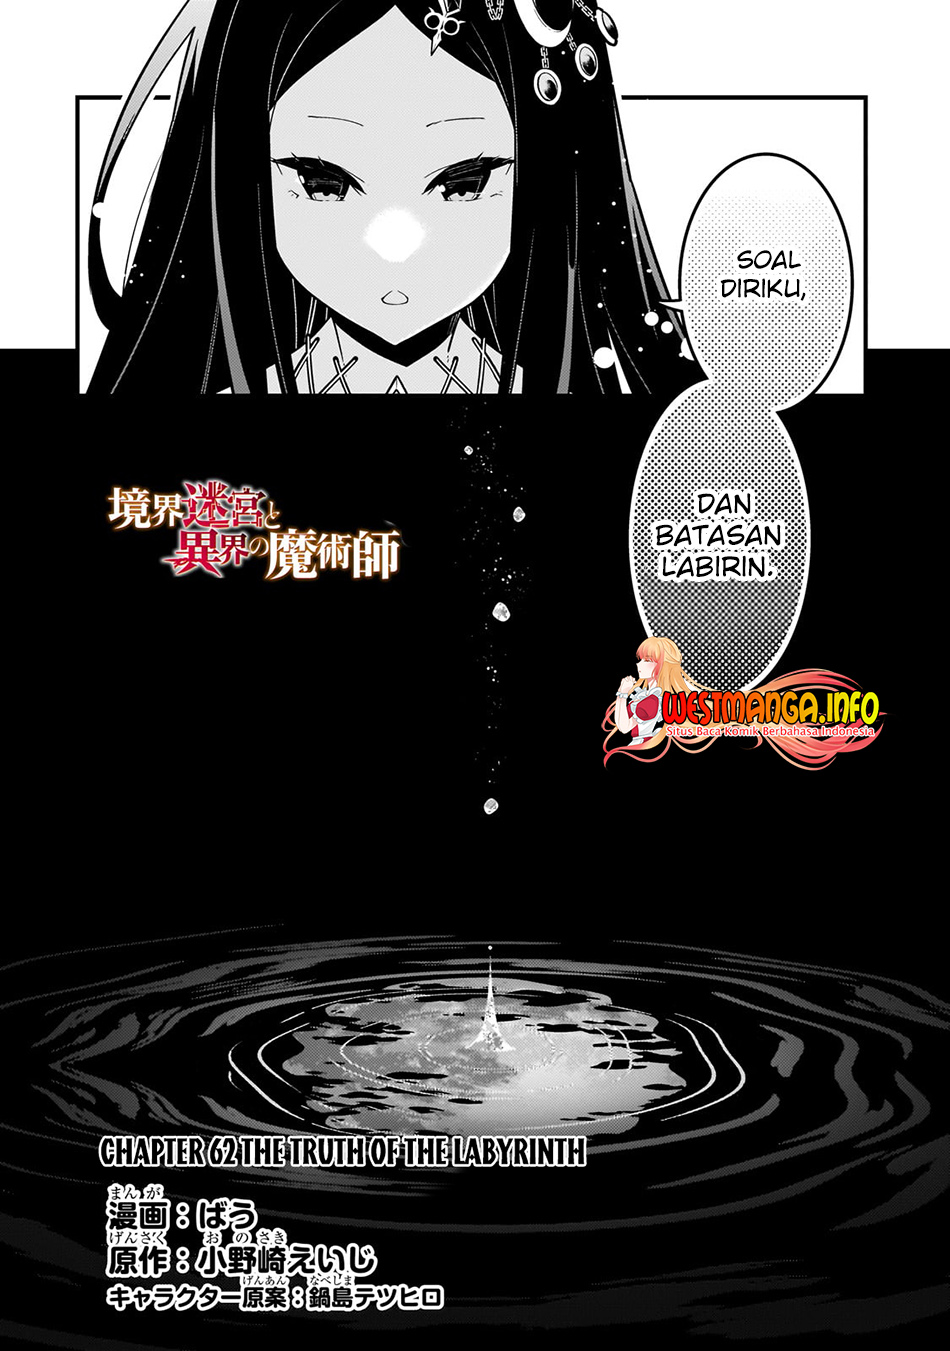 SOAL
DIRIKU,
DAN
BATASAN
LABIRIN.
境界迷宮と
異界の魔術師
WESTMANGA.INFO
Situs Baca Komik Berbahasa Indonesia
CHAPTER 62 THE TRUTH OF THE LABYRINTH
まんが
漫画：ばう
げんさく お の さき
原作：小野崎えいじ
げんあん なべしま
キャラクター原案：鍋島テツヒロ